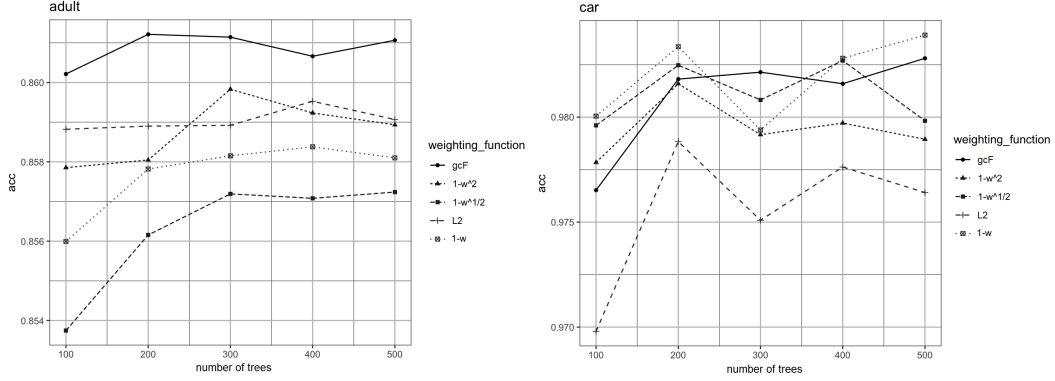 adult
0.860
0.858
0.856
0.854
acc
100 200 300 400 500
number of trees
weighting_function
gcF
1-w^2
1-w^1/2
L2
1-w
car
0.980
0.975
0.970
acc
100 200 300 400 500
number of trees
weighting_function
gcF
1-w^2
1-w^1/2
L2
1-w